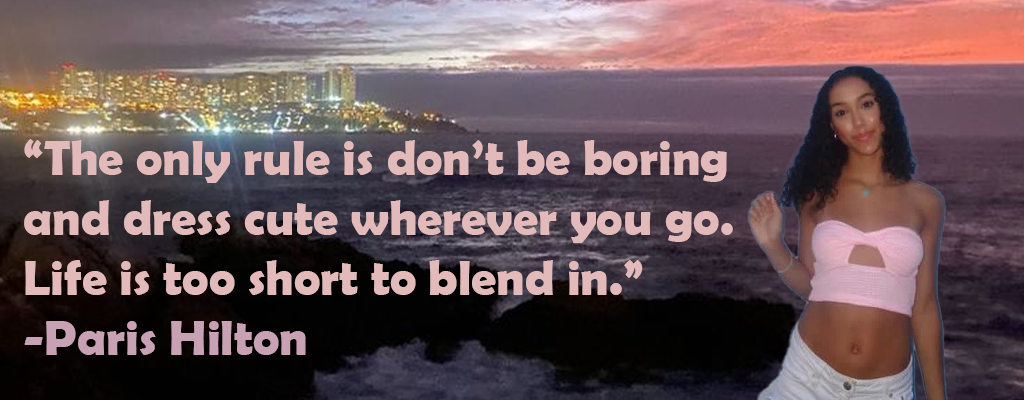 “The only rule is don’t be boring
and dress cute wherever you go.
Life is too short to blend in.”
-Paris Hilton